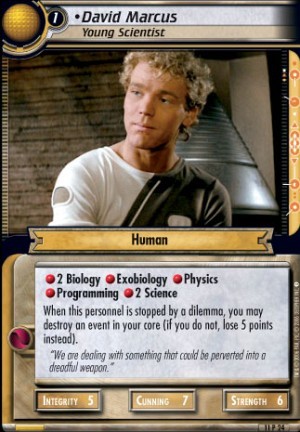 1
•David Marcus
Young Scientist
Human
2 Biology Exobiology Physics
Programming 2 Science
When this personnel is stopped by a dilemma, you may
destroy an event in your core (if you do, lose 5 points
instead).
"We are dealing with something that could be perverted into a
dreadful weapon."
INTEGRITY 5 CUNNING 7 STRENGTH 6
11 P 24